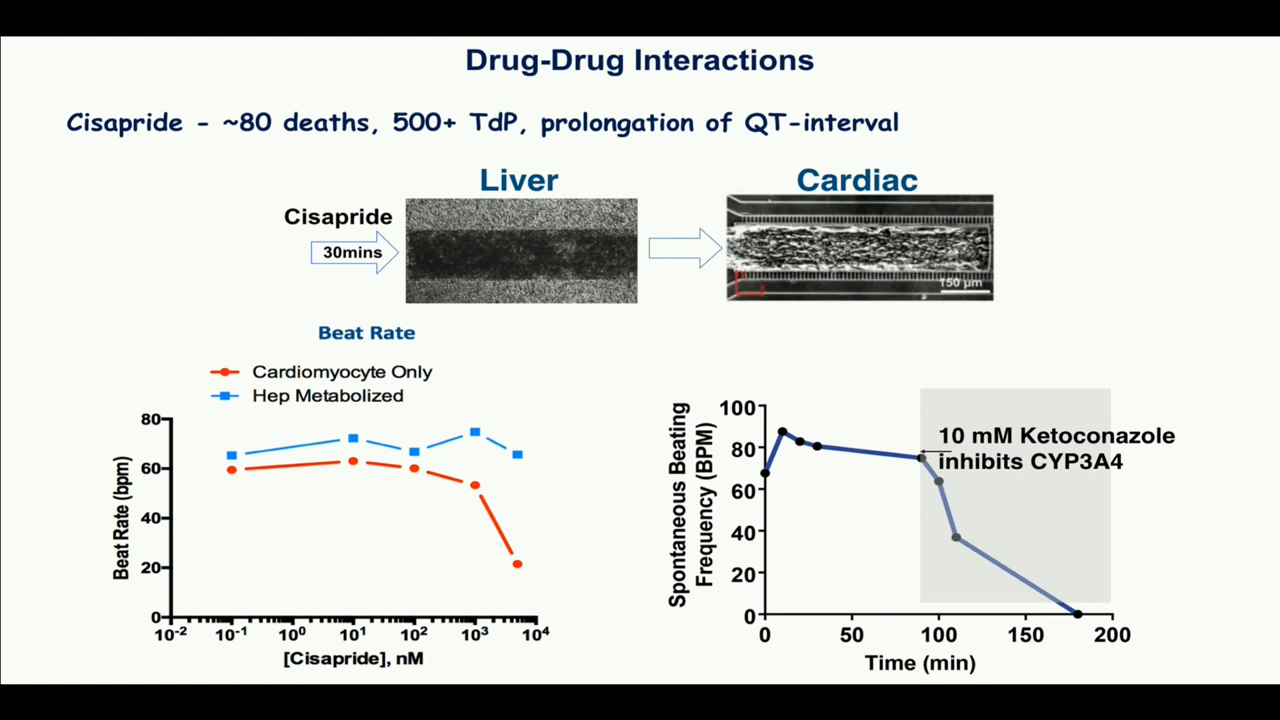 Drug-Drug Interactions
Cisapride - ~80 deaths, 500+ TdP, prolongation of QT-interval
Liver
Cardiac
Cisapride
30mins
150 µm
x
Beat Rate
Cardiomyocyte Only
Hep Metabolized
80
60
40
20
0
Beat Rate (bpm)
10⁻²
10⁻¹
10⁰
10¹
10²
10³
10⁴
[Cisapride], nM
100
80
60
40
20
0
Spontaneous Beating
Frequency (BPM)
10 mM Ketoconazole
inhibits CYP3A4
0
50
100
150
200
Time (min)